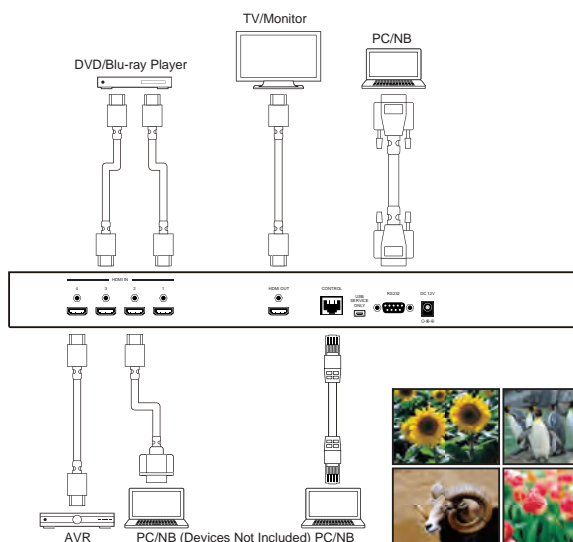 TV/Monitor
PC/NB
DVD/Blu-ray Player
HDMI IN
4 3 2 1
HDMI OUT
CONTROL
USB
SERVICE
ONLY
RS232
DC 12V
AVR
PC/NB (Devices Not Included) PC/NB